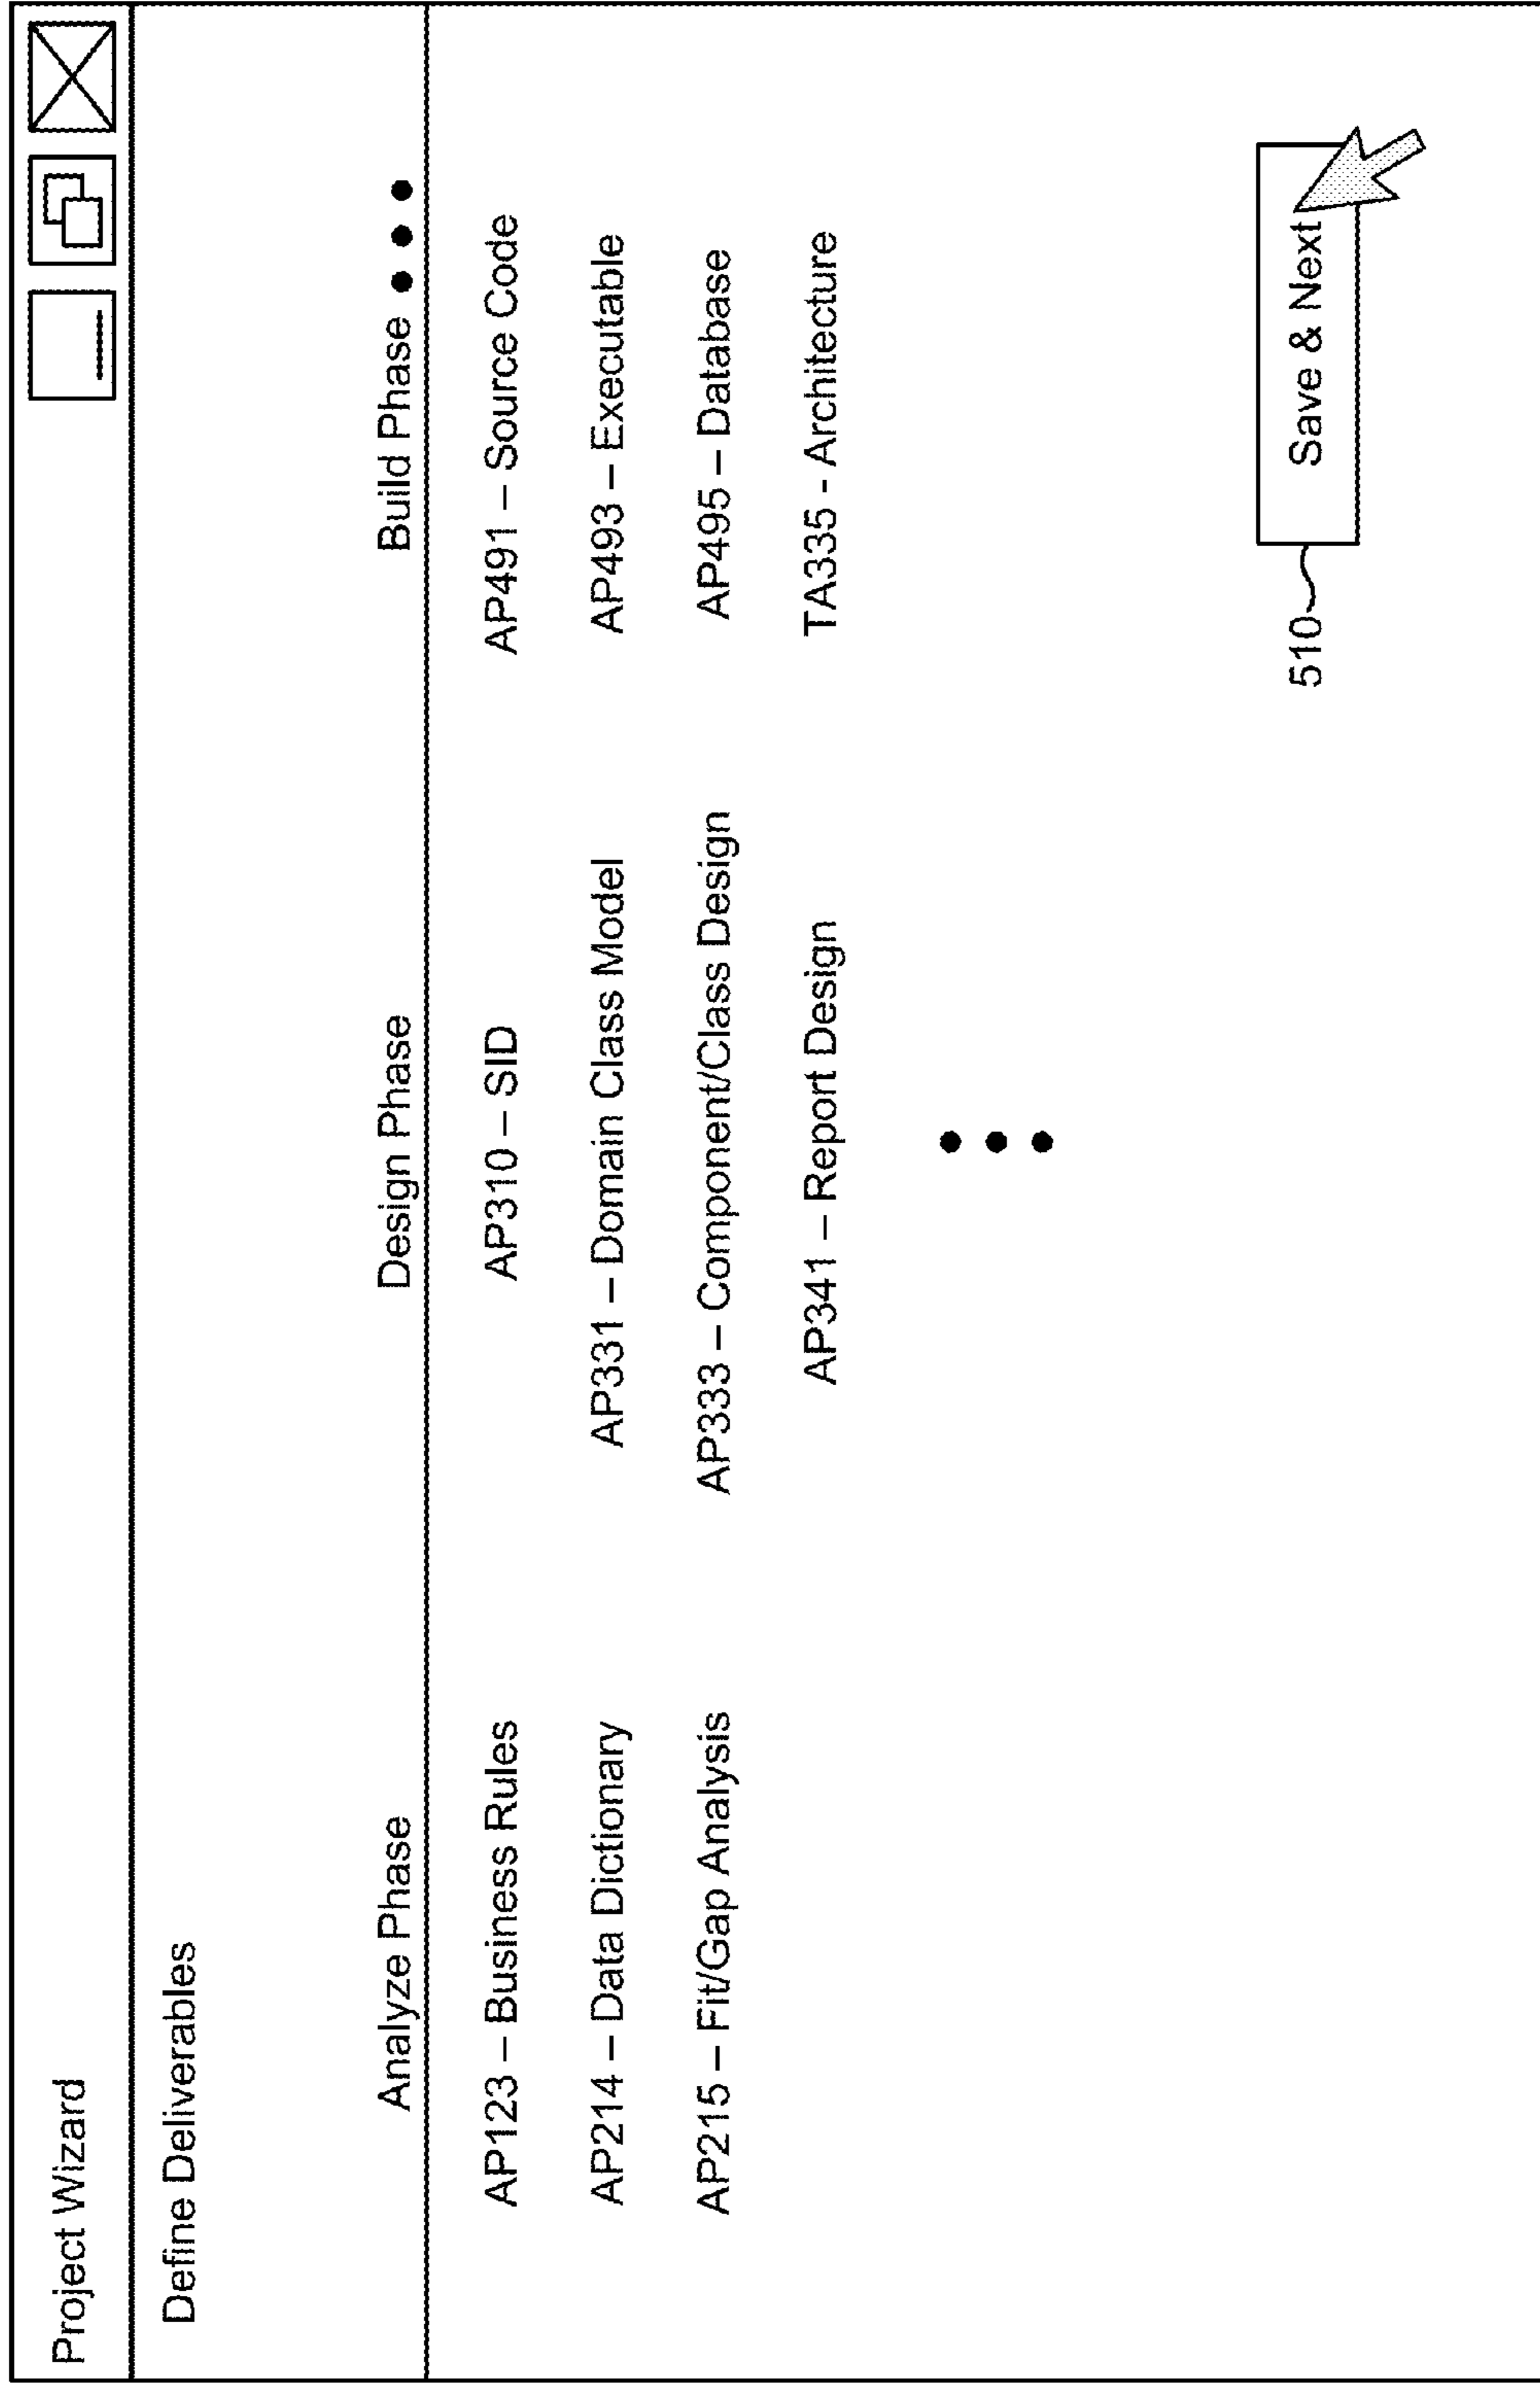 Project Wizard
Define Deliverables
Analyze Phase Design Phase Build Phase • • •
AP123 – Business Rules AP310 – SID AP491 – Source Code
AP214 – Data Dictionary AP331 – Domain Class Model AP493 – Executable
AP215 – Fit/Gap Analysis AP333 – Component/Class Design AP495 – Database
AP341 – Report Design TA335 - Architecture
510 Save & Next